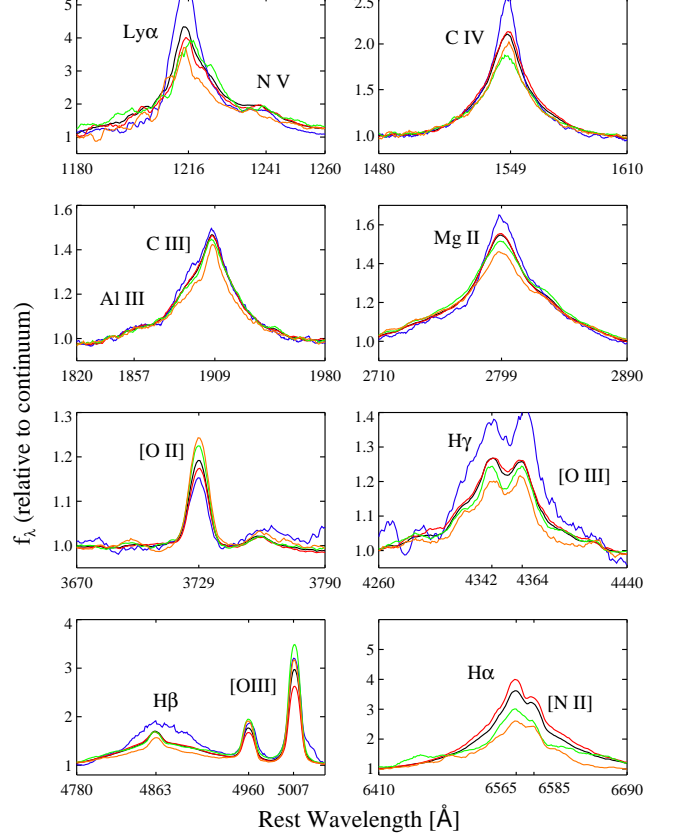 5
4
3
2
1
Lyα
N V
1180 1216 1241 1260
2.5
2.0
1.5
1.0
C IV
1480 1549 1610
1.6
1.4
1.2
1.0
C III]
Al III
1820 1857 1909 1980
1.6
1.4
1.2
1.0
Mg II
2710 2799 2890
1.3
1.2
1.1
1.0
[O II]
3670 3729 3790
1.4
1.3
1.2
1.1
1.0
Hγ
[O III]
4260 4342 4364 4440
4
3
2
1
Hβ
[OIII]
4780 4863 4960 5007
5
4
3
2
1
Hα
[N II]
6410 6565 6585 6690
fλ (relative to continuum)
Rest Wavelength [Å]